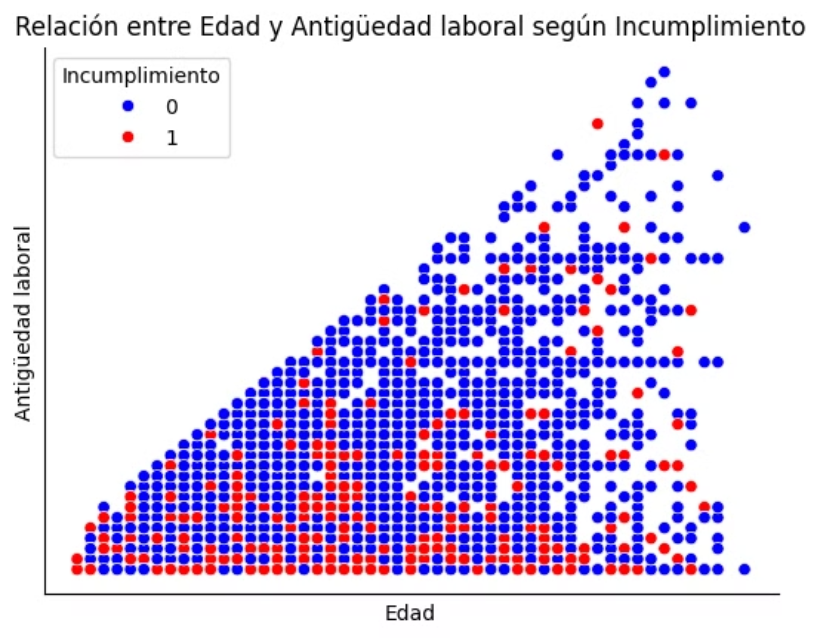 Relación entre Edad y Antigüedad laboral según Incumplimiento
Incumplimiento
0
1
Antigüedad laboral
Edad